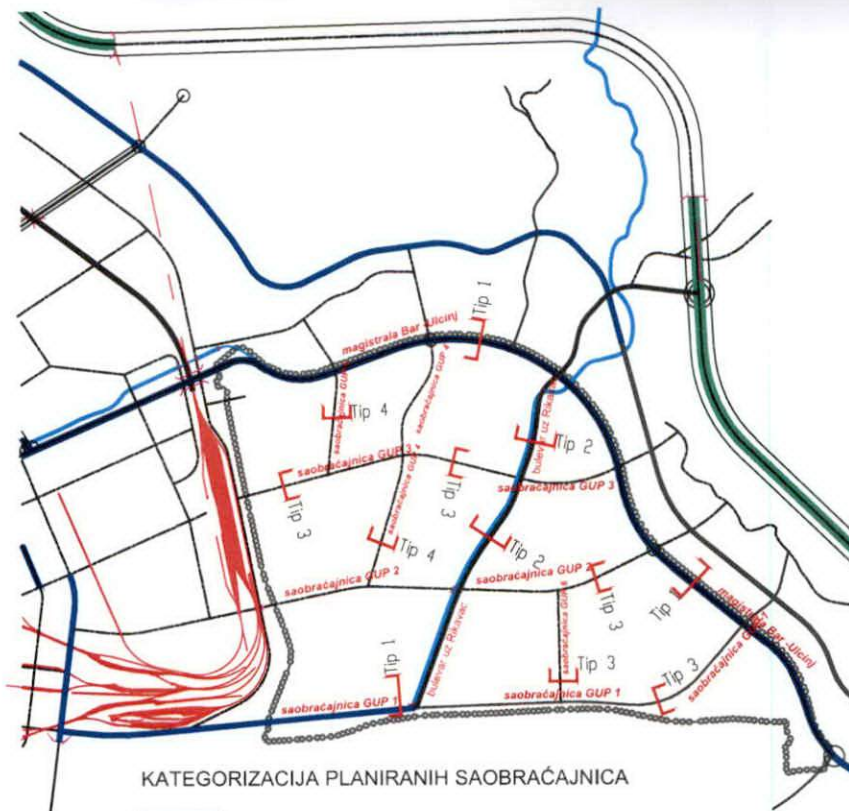 Tip 1
magistrala Bar -Ulcinj
saobraćajnica GUP 4
Tip 4
bulevar uz Rikavac
Tip 2
saobraćajnica GUP 3
Tip 3
Tip 3
saobraćajnica GUP 3
Tip 4
Tip 2
saobraćajnica GUP 2
saobraćajnica GUP 2
Tip 3
Tip
magistrala Bar -Ulcinj
bulevar uz Rikavac
Tip 1
Tip 3
Tip 3
saobraćajnica GUP 1
saobraćajnica GUP 1
saobraćajnica
KATEGORIZACIJA PLANIRANIH SAOBRAĆAJNICA